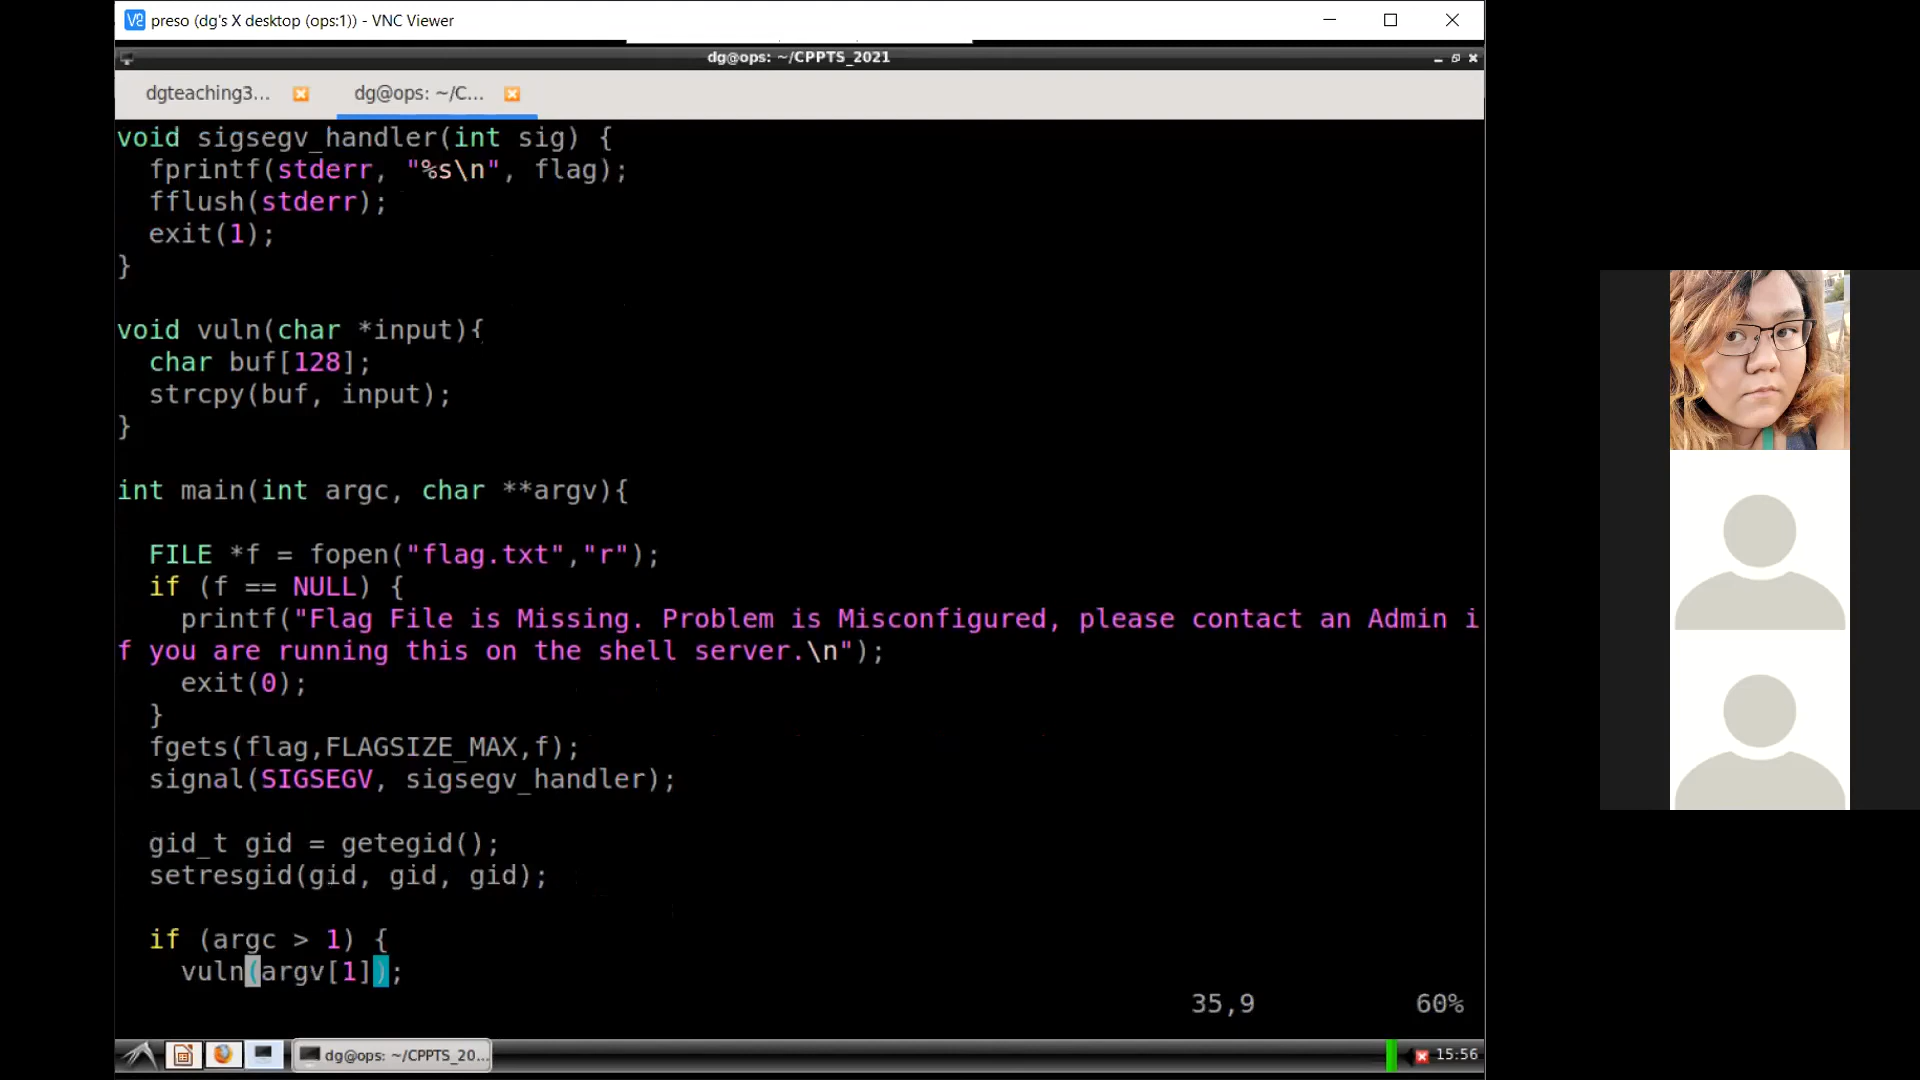 preso (dg's X desktop (ops:1)) - VNC Viewer
dg@ops: ~/CPPTS_2021
dgteaching3... dg@ops: ~/C...
void sigsegv_handler(int sig) {
  fprintf(stderr, "%s\n", flag);
  fflush(stderr);
  exit(1);
}
void vuln(char *input){
  char buf[128];
  strcpy(buf, input);
}
int main(int argc, char **argv){
  FILE *f = fopen("flag.txt","r");
  if (f == NULL) {
    printf("Flag File is Missing. Problem is Misconfigured, please contact an Admin i
f you are running this on the shell server.\n");
    exit(0);
  }
  fgets(flag,FLAGSIZE_MAX,f);
  signal(SIGSEGV, sigsegv_handler);
  gid_t gid = getegid();
  setresgid(gid, gid, gid);
  if (argc > 1) {
    vuln(argv[1]);
35,9 60%
dg@ops: ~/CPPTS_20... 15:56